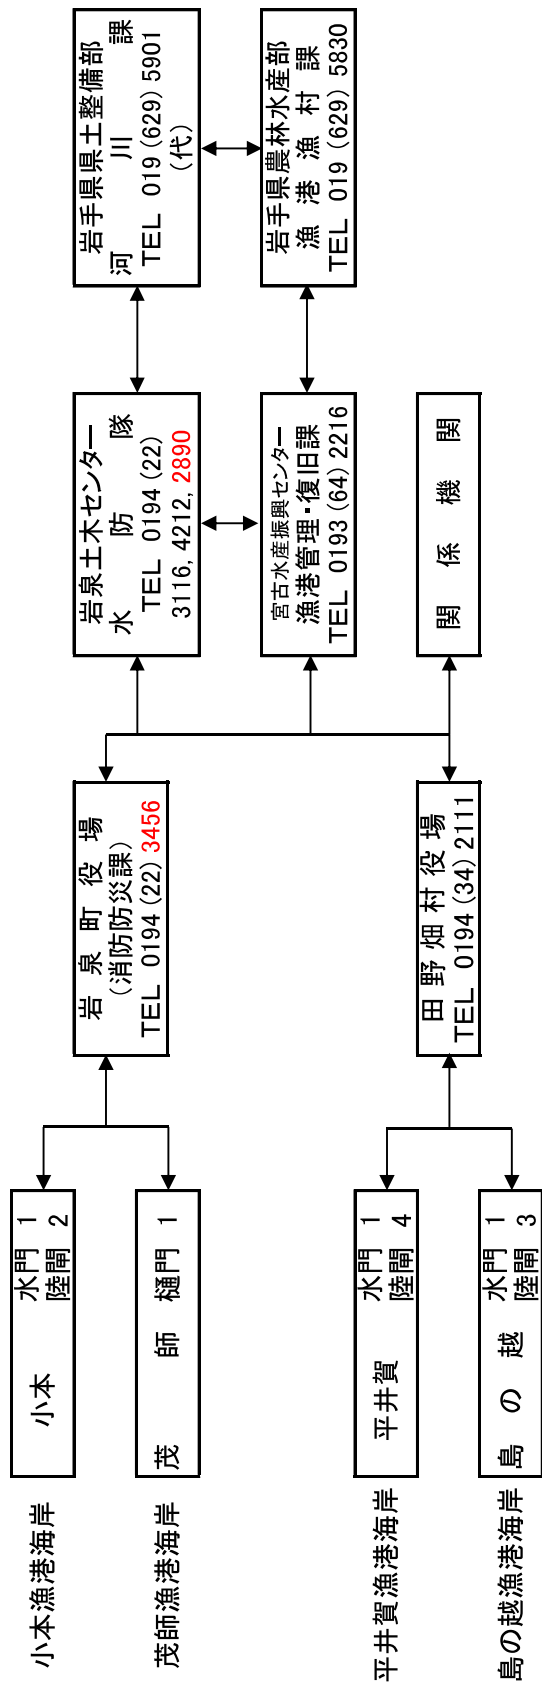 小本漁港海岸
小本 水門 1
陸閘 2
茂師漁港海岸
茂師 樋門 1
平井賀漁港海岸
平井賀 水門 1
陸閘 4
島の越漁港海岸
島の越 水門 1
陸閘 3
岩泉町役場
(消防防災課)
TEL 0194(22)3456
田野畑村役場
TEL 0194(34)2111
岩泉土木センター
水防隊
TEL 0194(22)
3116, 4212, 2890
宮古水産振興センター
漁港管理・復旧課
TEL 0193(64)2216
関係機関
岩手県県土整備部
河川課
TEL 019(629)5901
(代)
岩手県農林水産部
漁港漁村課
TEL 019(629)5830